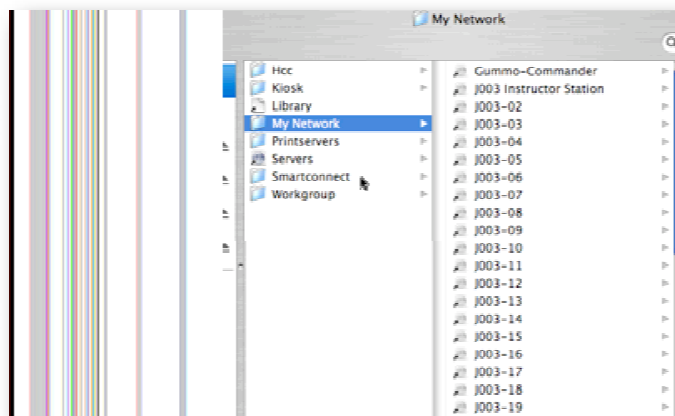 My Network
Hcc
Kiosk
Library
My Network
Printservers
Servers
Smartconnect
Workgroup
Gummo-Commander
J003 Instructor Station
J003-02
J003-03
J003-04
J003-05
J003-06
J003-07
J003-08
J003-09
J003-10
J003-11
J003-12
J003-13
J003-14
J003-15
J003-16
J003-17
J003-18
J003-19